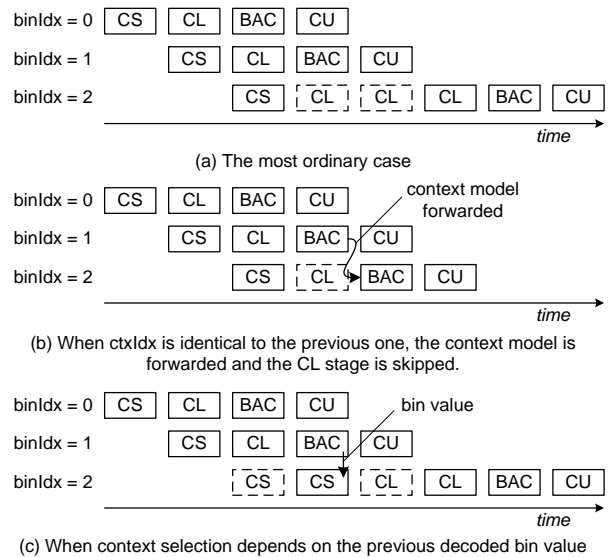 binIdx = 0 CS CL BAC CU
binIdx = 1 CS CL BAC CU
binIdx = 2 CS CL CL CL BAC CU
time
(a) The most ordinary case
context model
forwarded
binIdx = 0 CS CL BAC CU
binIdx = 1 CS CL BAC CU
binIdx = 2 CS CL BAC CU
time
(b) When ctxIdx is identical to the previous one, the context model is
forwarded and the CL stage is skipped.
binIdx = 0 CS CL BAC CU
bin value
binIdx = 1 CS CL BAC CU
binIdx = 2 CS CS CL CL BAC CU
time
(c) When context selection depends on the previous decoded bin value